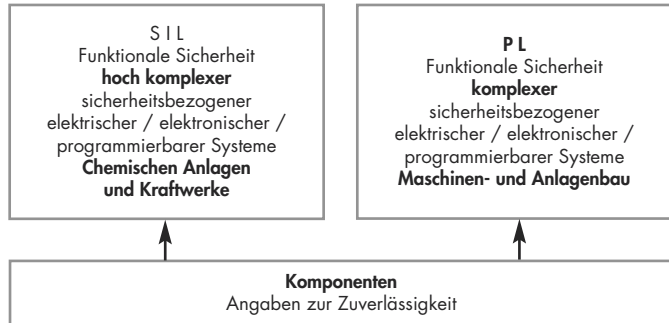 S I L
Funktionale Sicherheit
hoch komplexer
sicherheitsbezogener
elektrischer / elektronischer /
programmierbarer Systeme
Chemischen Anlagen
und Kraftwerke
P L
Funktionale Sicherheit
komplexer
sicherheitsbezogener
elektrischer / elektronischer /
programmierbarer Systeme
Maschinen- und Anlagenbau
Komponenten
Angaben zur Zuverlässigkeit